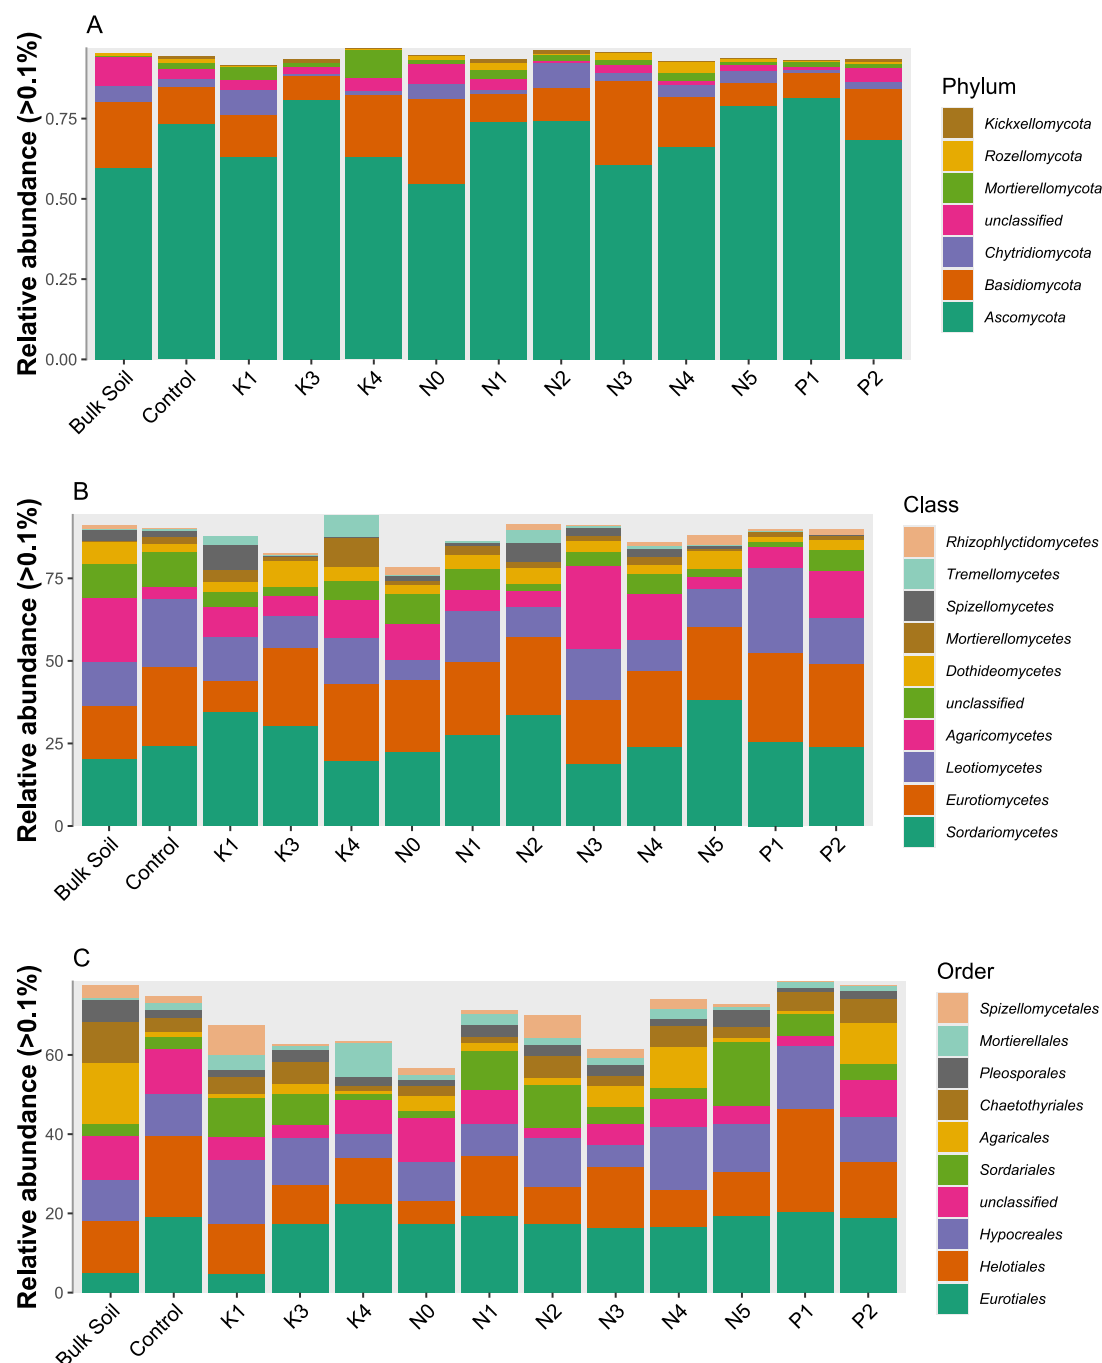 A
Relative abundance (>0.1%)
0.75
0.50
0.25
0.00
Bulk Soil
Control
K1
K3
K4
N0
N1
N2
N3
N4
N5
P1
P2
Phylum
Kickxellomycota
Rozellomycota
Mortierellomycota
unclassified
Chytridiomycota
Basidiomycota
Ascomycota
B
Relative abundance (>0.1%)
75
50
25
0
Bulk Soil
Control
K1
K3
K4
N0
N1
N2
N3
N4
N5
P1
P2
Class
Rhizophlyctidomycetes
Tremellomycetes
Spizellomycetes
Mortierellomycetes
Dothideomycetes
unclassified
Agaricomycetes
Leotiomycetes
Eurotiomycetes
Sordariomycetes
C
Relative abundance (>0.1%)
60
40
20
0
Bulk Soil
Control
K1
K3
K4
N0
N1
N2
N3
N4
N5
P1
P2
Order
Spizellomycetales
Mortierellales
Pleosporales
Chaetothyriales
Agaricales
Sordariales
unclassified
Hypocreales
Helotiales
Eurotiales